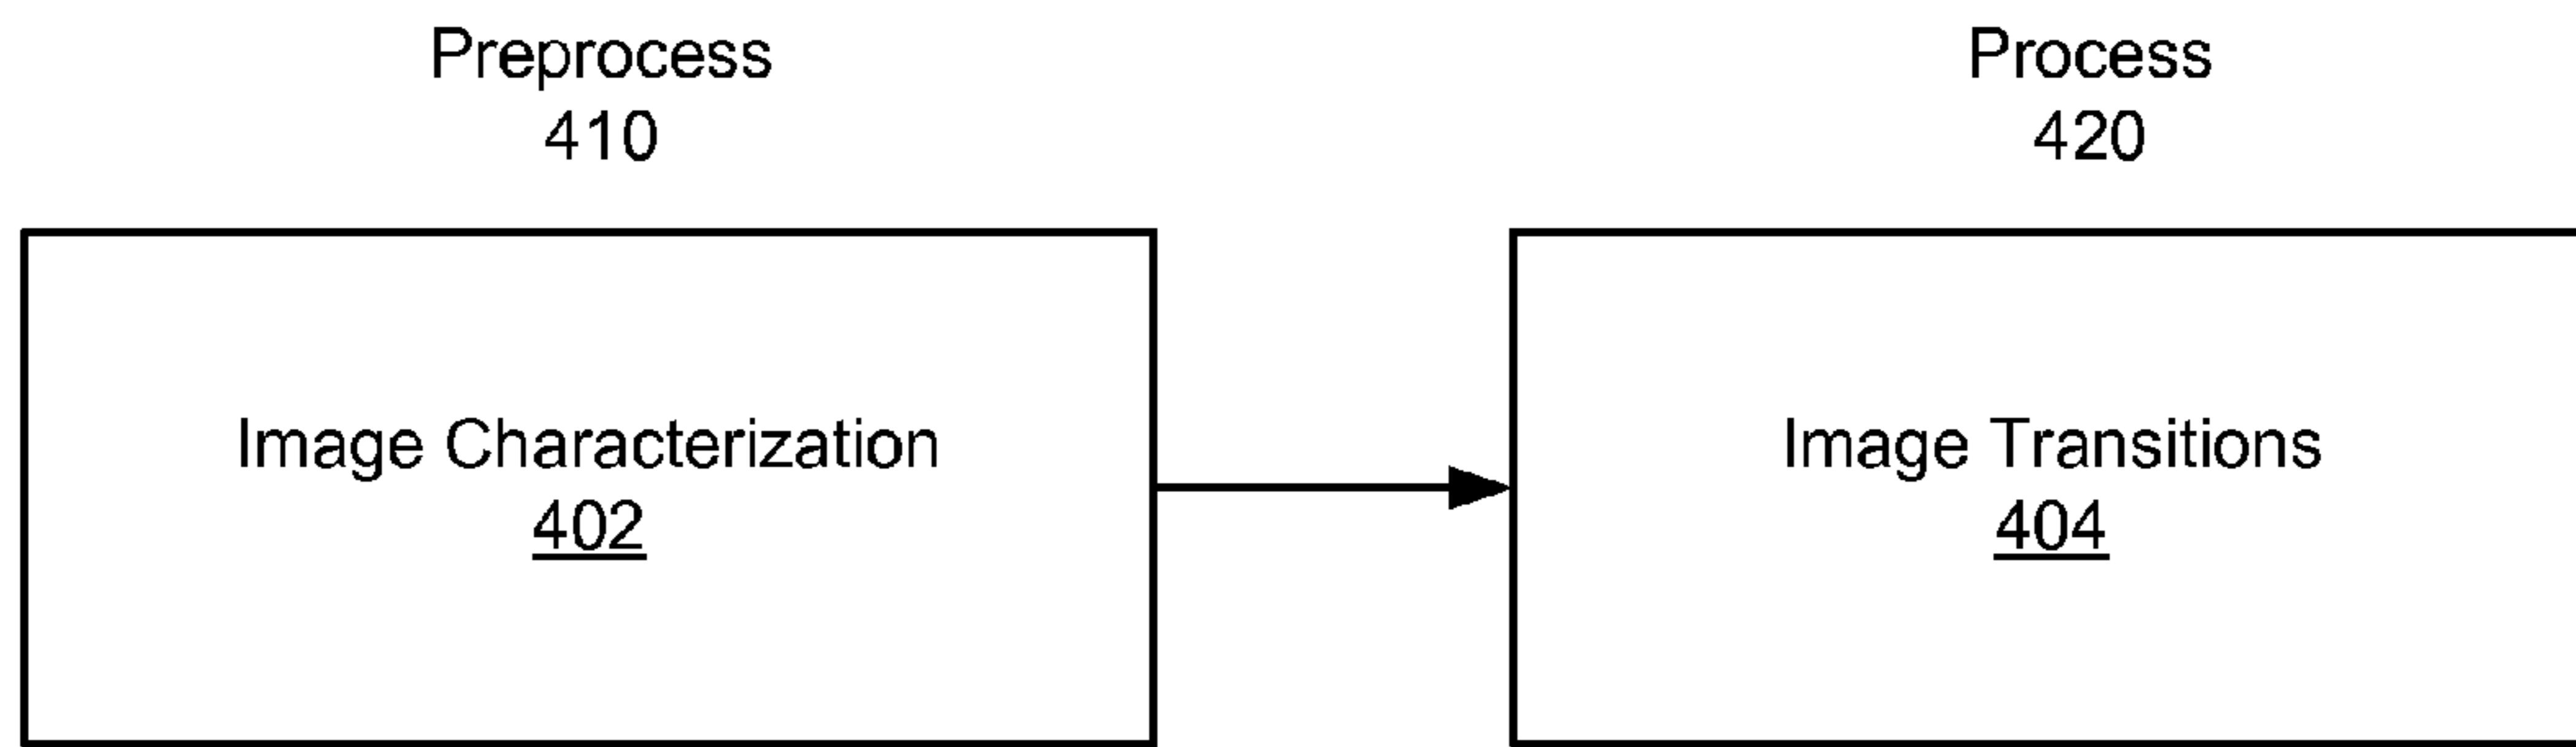 Preprocess
410
Process
420
Image Characterization
402
Image Transitions
404